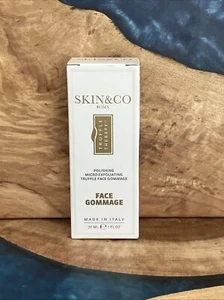 SKIN&CO
ROMA
TRUFFLE
THERAPY
POLISHING
MICRO-EXFOLIATING
TRUFFLE FACE GOMMAGE
FACE
GOMMAGE
MADE IN ITALY
30 ML ℮ 1 FL OZ